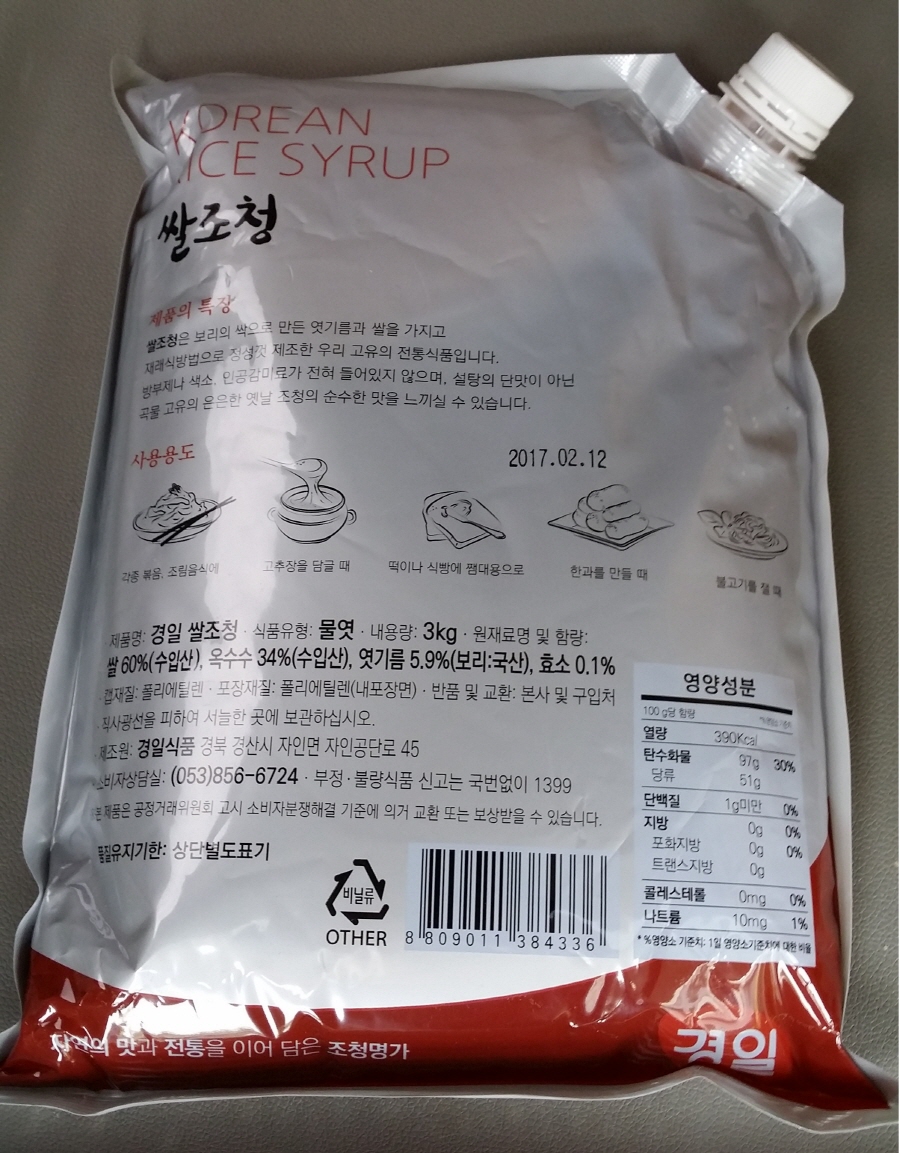 KOREAN
RICE SYRUP
쌀조청
제품의 특장
쌀조청은 보리의 싹으로 만든 엿기름과 쌀을 가지고
재래식방법으로 정성껏 제조한 우리 고유의 전통식품입니다.
방부제나 색소, 인공감미료가 전혀 들어있지 않으며, 설탕의 단맛이 아닌
곡물 고유의 은은한 옛날 조청의 순수한 맛을 느끼실 수 있습니다.
사용용도
2017.02.12
각종 볶음, 조림음식에
고추장을 담글 때
떡이나 식빵에 쨈대용으로
한과를 만들 때
불고기를 잴 때
· 제품명: 경일 쌀조청 · 식품유형: 물엿 · 내용량: 3kg · 원재료명 및 함량:
쌀 60%(수입산), 옥수수 34%(수입산), 엿기름 5.9%(보리:국산), 효소 0.1%
· 캡재질: 폴리에틸렌 · 포장재질: 폴리에틸렌(내포장면) · 반품 및 교환: 본사 및 구입처
· 직사광선을 피하여 서늘한 곳에 보관하십시오.
· 제조원: 경일식품 경북 경산시 자인면 자인공단로 45
· 소비자상담실: (053)856-6724 · 부정·불량식품 신고는 국번없이 1399
본 제품은 공정거래위원회 고시 소비자분쟁해결 기준에 의거 교환 또는 보상받을 수 있습니다.
품질유지기한: 상단별도표기
비닐류
OTHER
8 809011 384336
영양성분
100 g당 함량
열량 390Kcal
탄수화물 97g 30%
당류 51g
단백질 1g미만 0%
지방 0g 0%
포화지방 0g 0%
트랜스지방 0g
콜레스테롤 0mg 0%
나트륨 10mg 1%
* %영양소 기준치: 1일 영양소기준치에 대한 비율
자연의 맛과 전통을 이어 담은 조청명가
경일